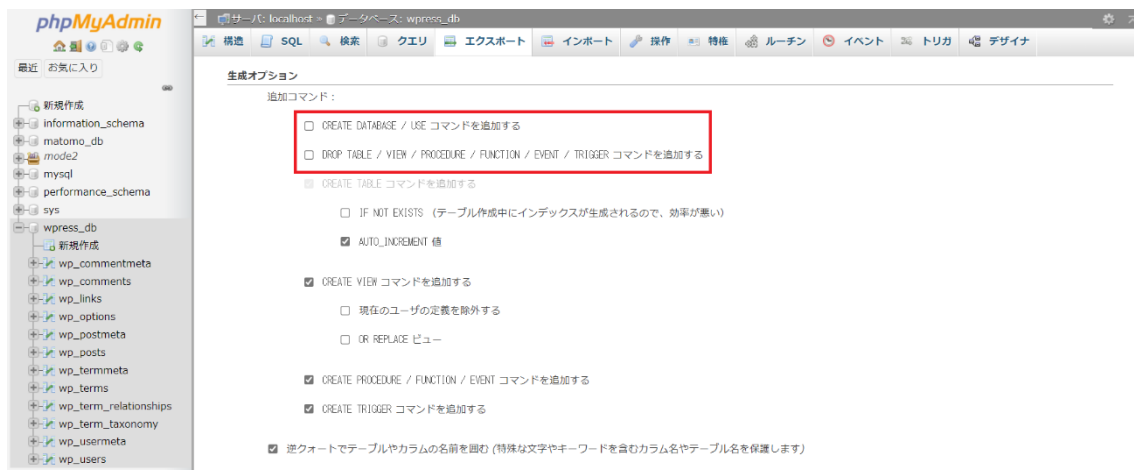 phpMyAdmin
最近 お気に入り
新規作成
information_schema
matomo_db
mode2
mysql
performance_schema
sys
wpress_db
新規作成
wp_commentmeta
wp_comments
wp_links
wp_options
wp_postmeta
wp_posts
wp_termmeta
wp_terms
wp_term_relationships
wp_term_taxonomy
wp_usermeta
wp_users
サーバ: localhost » データベース: wpress_db
構造 SQL 検索 クエリ エクスポート インポート 操作 特権 ルーチン イベント トリガ デザイナ
生成オプション
追加コマンド:
CREATE DATABASE / USE コマンドを追加する
DROP TABLE / VIEW / PROCEDURE / FUNCTION / EVENT / TRIGGER コマンドを追加する
CREATE TABLE コマンドを追加する
IF NOT EXISTS (テーブル作成中にインデックスが生成されるので、効率が悪い)
AUTO_INCREMENT 値
CREATE VIEW コマンドを追加する
現在のユーザの定義を除外する
OR REPLACE ビュー
CREATE PROCEDURE / FUNCTION / EVENT コマンドを追加する
CREATE TRIGGER コマンドを追加する
逆クォートでテーブルやカラムの名前を囲む (特殊な文字やキーワードを含むカラム名やテーブル名を保護します)